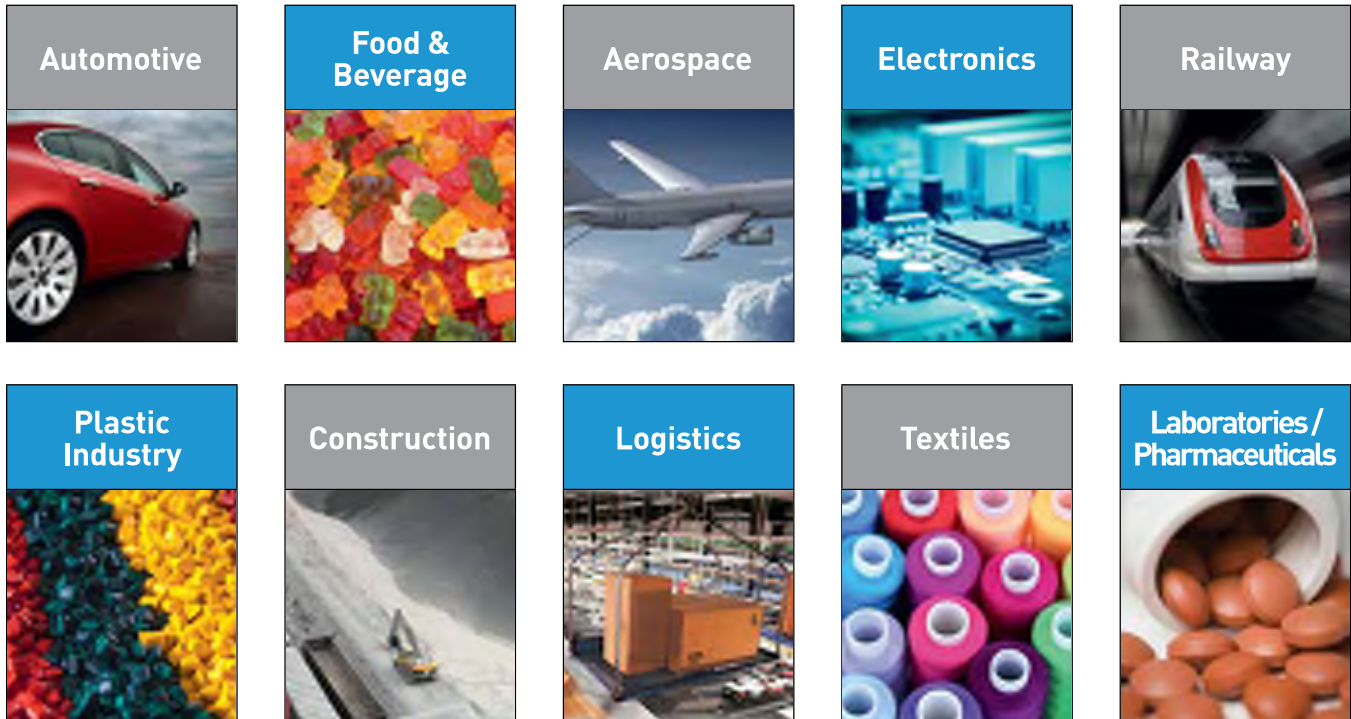 Automotive
Food &
Beverage
Aerospace
Electronics
Railway
Plastic
Industry
Construction
Logistics
Textiles
Laboratories /
Pharmaceuticals